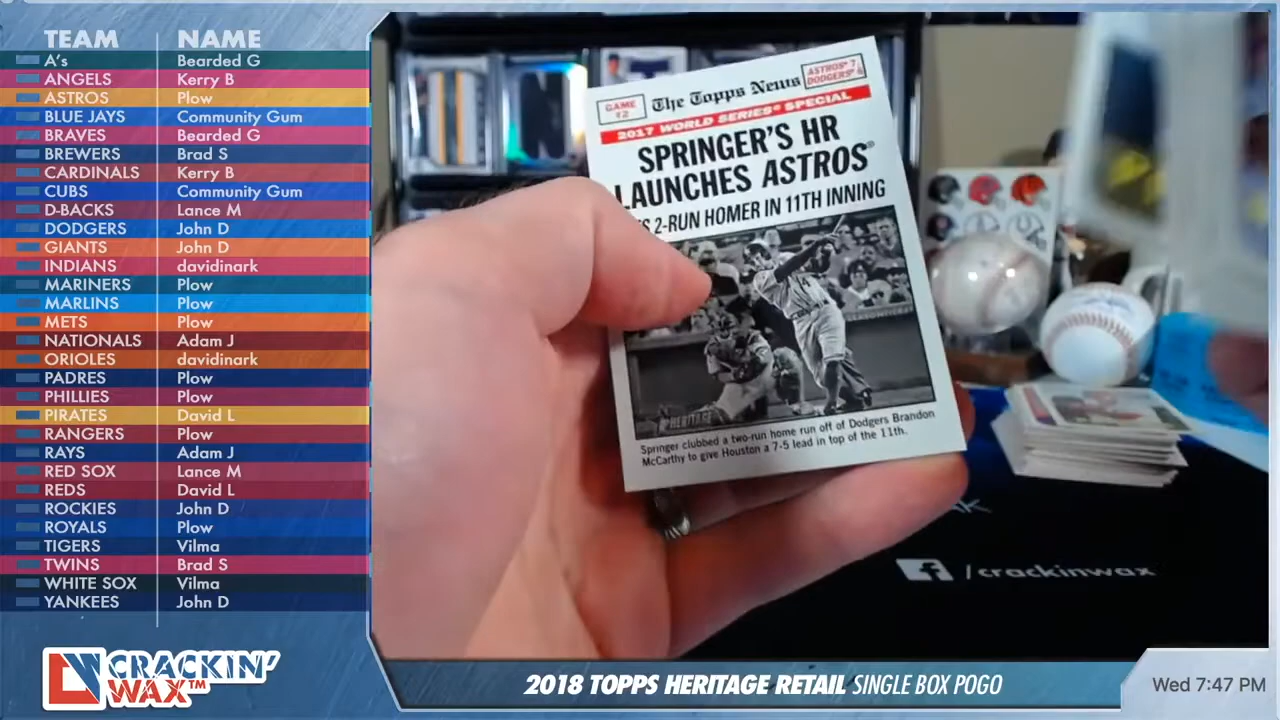 TEAM NAME
A's Bearded G
ANGELS Kerry B
ASTROS Plow
BLUE JAYS Community Gum
BRAVES Bearded G
BREWERS Brad S
CARDINALS Kerry B
CUBS Community Gum
D-BACKS Lance M
DODGERS John D
GIANTS John D
INDIANS davidinark
MARINERS Plow
MARLINS Plow
METS Plow
NATIONALS Adam J
ORIOLES davidinark
PADRES Plow
PHILLIES Plow
PIRATES David L
RANGERS Plow
RAYS Adam J
RED SOX Lance M
REDS David L
ROCKIES John D
ROYALS Plow
TIGERS Vilma
TWINS Brad S
WHITE SOX Vilma
YANKEES John D
CRACKIN'
WAX™
GAME
#2
The Topps News
ASTROS® 7
DODGERS® 6
2017 WORLD SERIES® SPECIAL
SPRINGER'S HR
LAUNCHES ASTROS®
2-RUN HOMER IN 11TH INNING
HERITAGE
Springer clubbed a two-run home run off of Dodgers Brandon
McCarthy to give Houston a 7-5 lead in top of the 11th.
/crackinwax
2018 TOPPS HERITAGE RETAIL SINGLE BOX POGO
Wed 7:47 PM